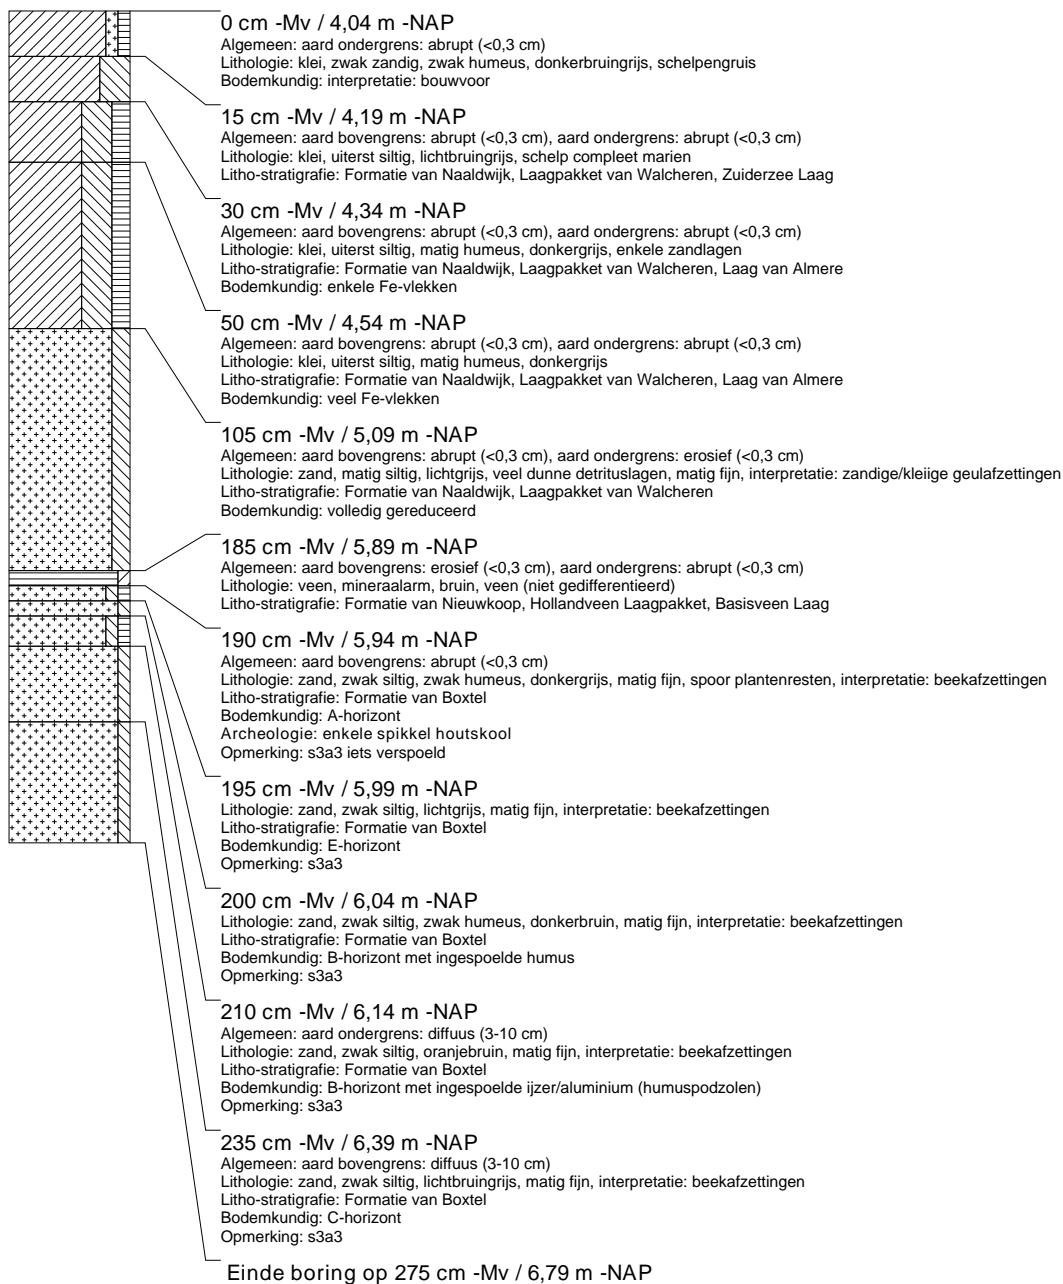 0 cm -Mv / 4,04 m -NAP
Algemeen: aard ondergrens: abrupt (<0,3 cm)
Lithologie: klei, zwak zandig, zwak humeus, donkerbruingrijs, schelpengruis
Bodemkundig: interpretatie: bouwvoor
15 cm -Mv / 4,19 m -NAP
Algemeen: aard bovengrens: abrupt (<0,3 cm), aard ondergrens: abrupt (<0,3 cm)
Lithologie: klei, uiterst siltig, lichtbruingrijs, schelp compleet marien
Litho-stratigrafie: Formatie van Naaldwijk, Laagpakket van Walcheren, Zuiderzee Laag
30 cm -Mv / 4,34 m -NAP
Algemeen: aard bovengrens: abrupt (<0,3 cm), aard ondergrens: abrupt (<0,3 cm)
Lithologie: klei, uiterst siltig, matig humeus, donkergrijs, enkele zandlagen
Litho-stratigrafie: Formatie van Naaldwijk, Laagpakket van Walcheren, Laag van Almere
Bodemkundig: enkele Fe-vlekken
50 cm -Mv / 4,54 m -NAP
Algemeen: aard bovengrens: abrupt (<0,3 cm), aard ondergrens: abrupt (<0,3 cm)
Lithologie: klei, uiterst siltig, matig humeus, donkergrijs
Litho-stratigrafie: Formatie van Naaldwijk, Laagpakket van Walcheren, Laag van Almere
Bodemkundig: veel Fe-vlekken
105 cm -Mv / 5,09 m -NAP
Algemeen: aard bovengrens: abrupt (<0,3 cm), aard ondergrens: erosief (<0,3 cm)
Lithologie: zand, matig siltig, lichtgrijs, veel dunne detrituslagen, matig fijn, interpretatie: zandige/kleiige geulafzettingen
Litho-stratigrafie: Formatie van Naaldwijk, Laagpakket van Walcheren
Bodemkundig: volledig gereduceerd
185 cm -Mv / 5,89 m -NAP
Algemeen: aard bovengrens: erosief (<0,3 cm), aard ondergrens: abrupt (<0,3 cm)
Lithologie: veen, mineraalarm, bruin, veen (niet gedifferentieerd)
Litho-stratigrafie: Formatie van Nieuwkoop, Hollandveen Laagpakket, Basisveen Laag
190 cm -Mv / 5,94 m -NAP
Algemeen: aard bovengrens: abrupt (<0,3 cm)
Lithologie: zand, zwak siltig, zwak humeus, donkergrijs, matig fijn, spoor plantenresten, interpretatie: beekafzettingen
Litho-stratigrafie: Formatie van Boxtel
Bodemkundig: A-horizont
Archeologie: enkele spikkel houtskool
Opmerking: s3a3 iets verspoeld
195 cm -Mv / 5,99 m -NAP
Lithologie: zand, zwak siltig, lichtgrijs, matig fijn, interpretatie: beekafzettingen
Litho-stratigrafie: Formatie van Boxtel
Bodemkundig: E-horizont
Opmerking: s3a3
200 cm -Mv / 6,04 m -NAP
Lithologie: zand, zwak siltig, zwak humeus, donkerbruin, matig fijn, interpretatie: beekafzettingen
Litho-stratigrafie: Formatie van Boxtel
Bodemkundig: B-horizont met ingespoelde humus
Opmerking: s3a3
210 cm -Mv / 6,14 m -NAP
Algemeen: aard ondergrens: diffuus (3-10 cm)
Lithologie: zand, zwak siltig, oranjebruin, matig fijn, interpretatie: beekafzettingen
Litho-stratigrafie: Formatie van Boxtel
Bodemkundig: B-horizont met ingespoelde ijzer/aluminium (humuspodzolen)
Opmerking: s3a3
235 cm -Mv / 6,39 m -NAP
Algemeen: aard bovengrens: diffuus (3-10 cm)
Lithologie: zand, zwak siltig, lichtbruingrijs, matig fijn, interpretatie: beekafzettingen
Litho-stratigrafie: Formatie van Boxtel
Bodemkundig: C-horizont
Opmerking: s3a3
Einde boring op 275 cm -Mv / 6,79 m -NAP